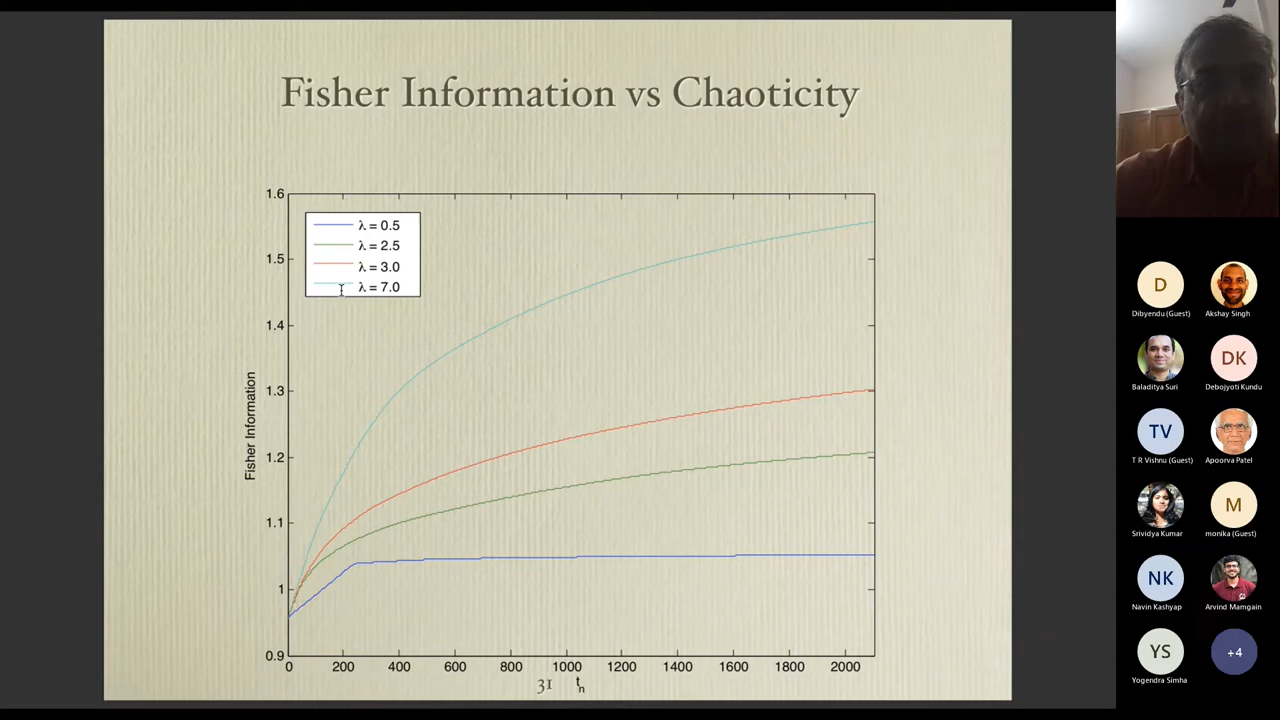 Fisher Information vs Chaoticity
1.6
1.5
1.4
1.3
1.2
1.1
1
0.9
Fisher Information
λ = 0.5
λ = 2.5
λ = 3.0
λ = 7.0
0 200 400 600 800 1000 1200 1400 1600 1800 2000
tn
31
D
Dibyendu (Guest)
Akshay Singh
Baladitya Suri
DK
Debojyoti Kundu
TV
T R Vishnu (Guest)
Apoorva Patel
Srividya Kumar
M
monika (Guest)
NK
Navin Kashyap
Arvind Mamgain
YS
Yogendra Simha
+4